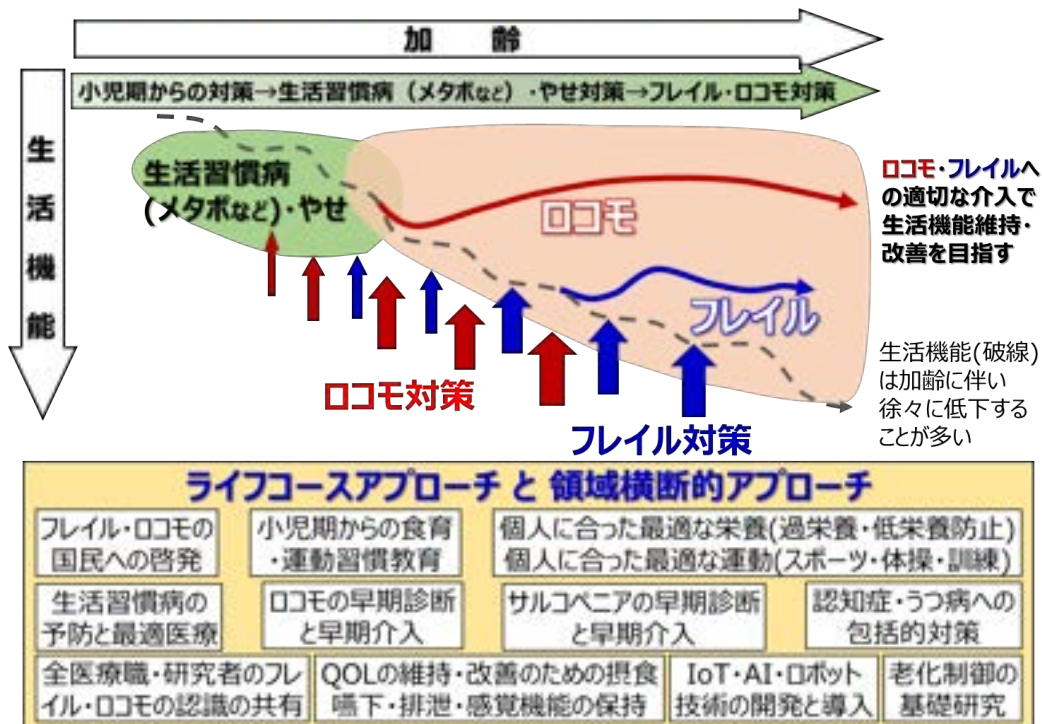 加齢
小児期からの対策→生活習慣病（メタボなど）・やせ対策→フレイル・ロコモ対策
生活機能
生活習慣病
(メタボなど)・やせ
ロコモ
フレイル
ロコモ・フレイルへ
の適切な介入で
生活機能維持・
改善を目指す
ロコモ対策
フレイル対策
生活機能(破線)
は加齢に伴い
徐々に低下する
ことが多い
ライフコースアプローチ と 領域横断的アプローチ
フレイル・ロコモの
国民への啓発
小児期からの食育
・運動習慣教育
個人に合った最適な栄養(過栄養・低栄養防止)
個人に合った最適な運動(スポーツ・体操・訓練)
生活習慣病の
予防と最適医療
ロコモの早期診断
と早期介入
サルコペニアの早期診断
と早期介入
認知症・うつ病への
包括的対策
全医療職・研究者のフレ
イル・ロコモの認識の共有
QOLの維持・改善のための摂食
嚥下・排泄・感覚機能の保持
IoT・AI・ロボット
技術の開発と導入
老化制御の
基礎研究